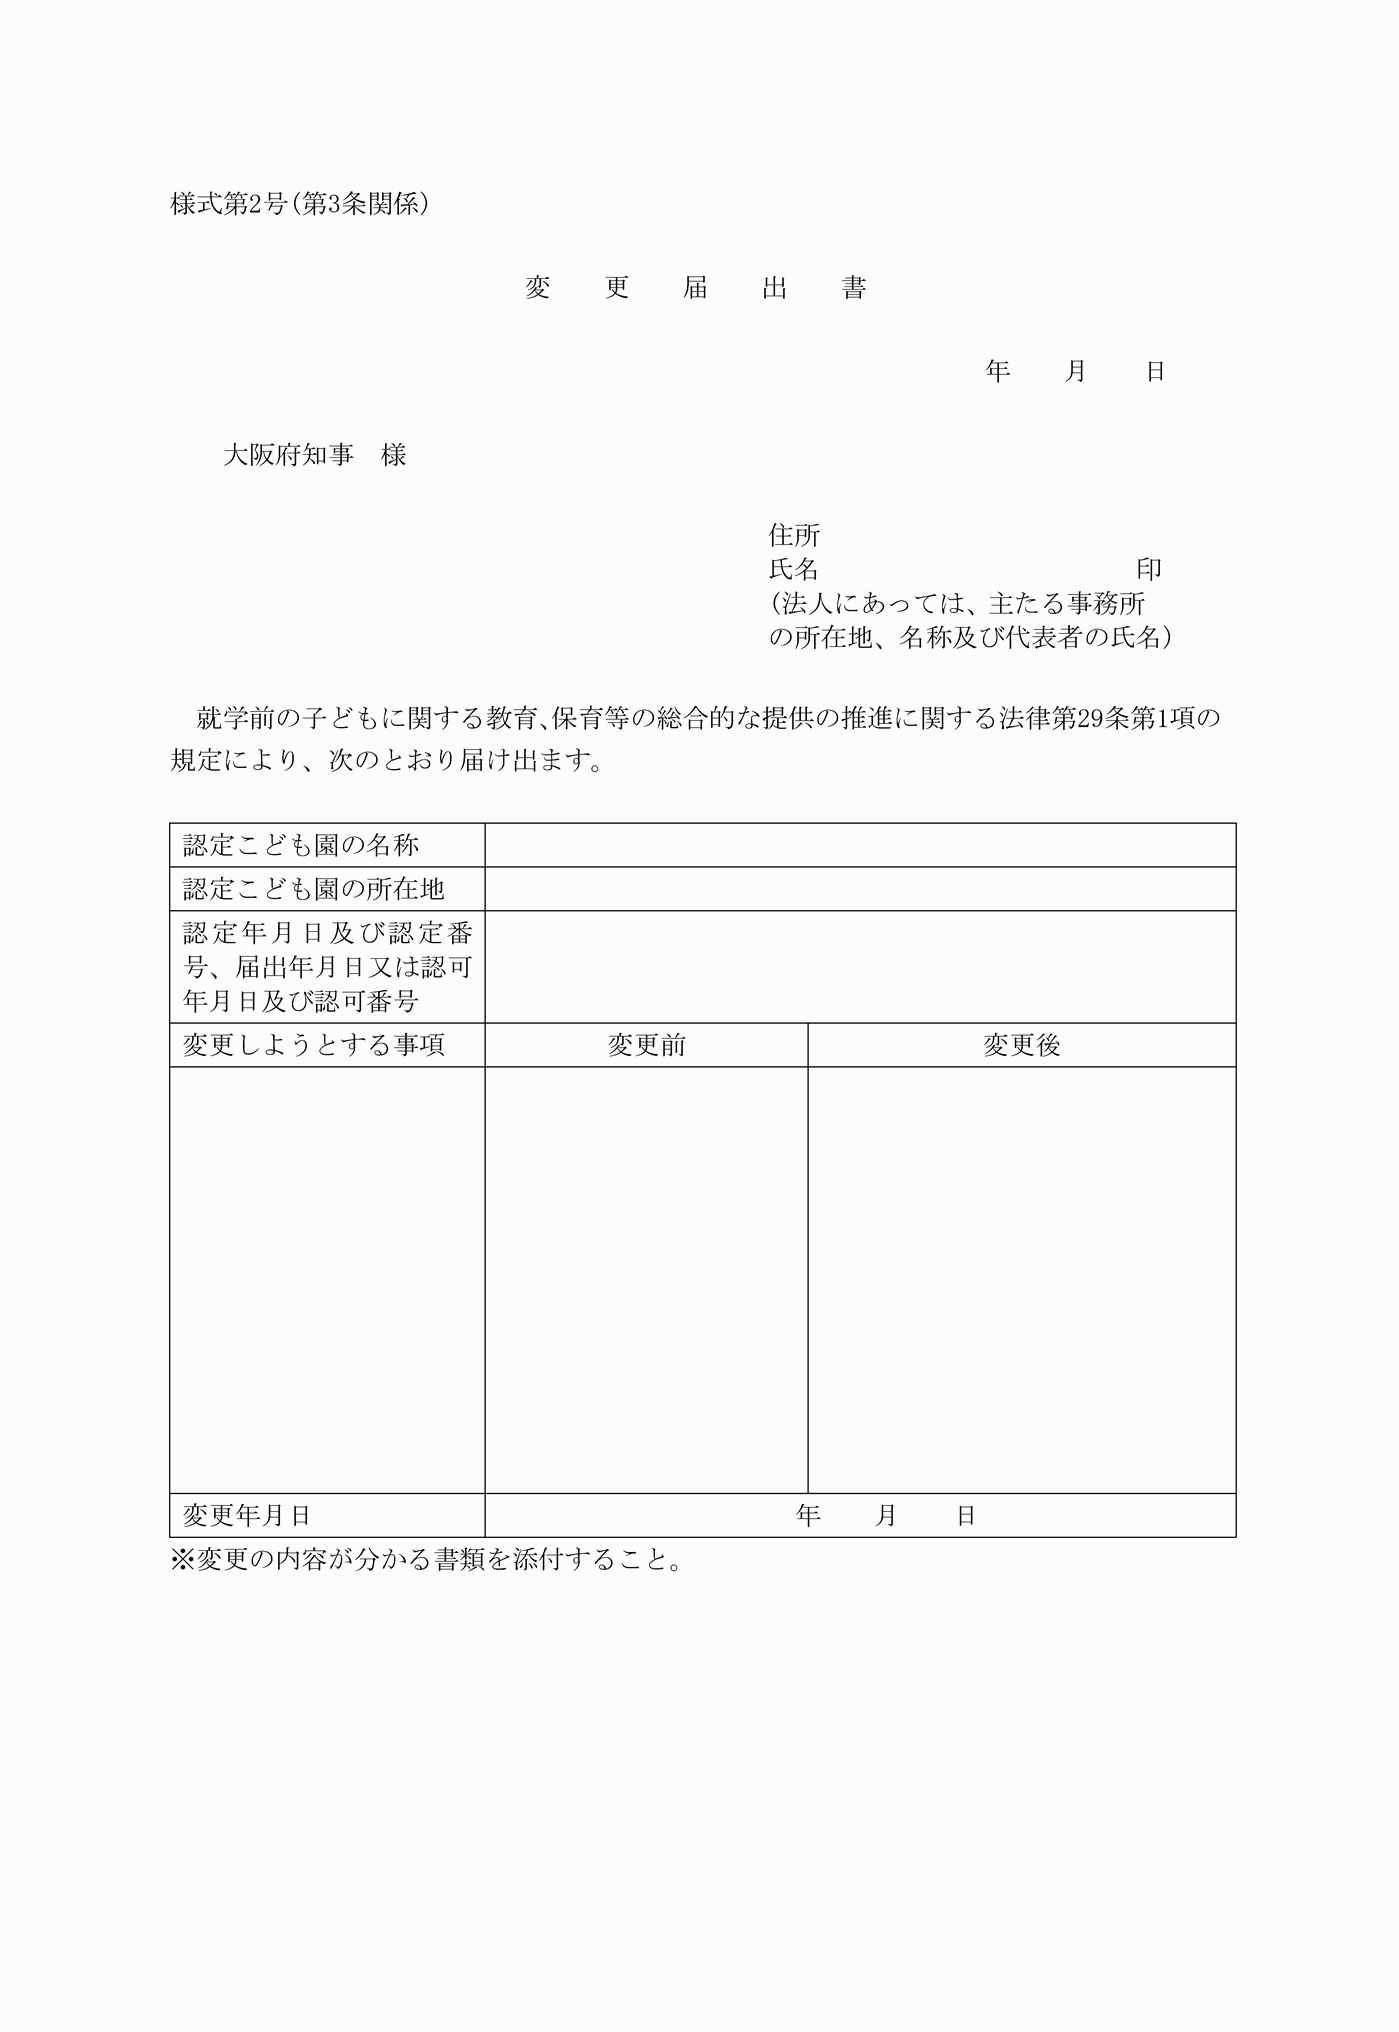 様式第2号(第3条関係)
変　　更　　届　　出　　書
年　　月　　日
大阪府知事　様
住所
氏名　　　　　　　　　　　　印
(法人にあっては、主たる事務所
の所在地、名称及び代表者の氏名)
就学前の子どもに関する教育､保育等の総合的な提供の推進に関する法律第29条第1項の
規定により、次のとおり届け出ます。
認定こども園の名称
認定こども園の所在地
認定年月日及び認定番
号、届出年月日又は認可
年月日及び認可番号
変更しようとする事項　変更前　変更後
変更年月日　年　　月　　日
※変更の内容が分かる書類を添付すること。